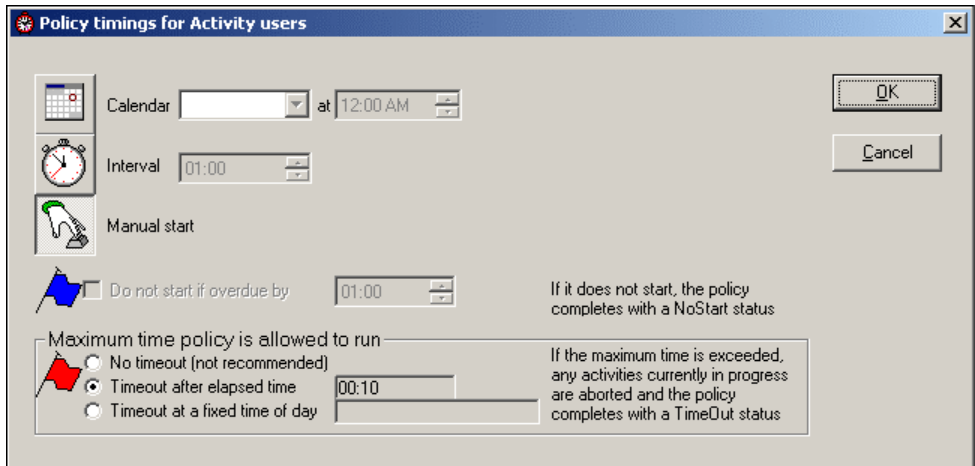 Policy timings for Activity users
Calendar at 12:00 AM
OK
Interval 01:00
Cancel
Manual start
Do not start if overdue by 01:00
If it does not start, the policy
completes with a NoStart status
Maximum time policy is allowed to run
No timeout (not recommended)
Timeout after elapsed time 00:10
Timeout at a fixed time of day
If the maximum time is exceeded,
any activities currently in progress
are aborted and the policy
completes with a TimeOut status